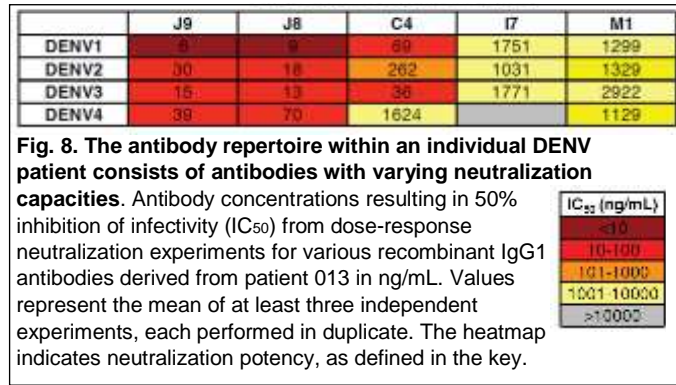 J9 J8 C4 I7 M1
DENV1 6 9 69 1751 1299
DENV2 30 18 262 1031 1329
DENV3 15 13 36 1771 2922
DENV4 39 70 1624 1129
Fig. 8. The antibody repertoire within an individual DENV
patient consists of antibodies with varying neutralization
capacities. Antibody concentrations resulting in 50%
inhibition of infectivity (IC50) from dose-response
neutralization experiments for various recombinant IgG1
antibodies derived from patient 013 in ng/mL. Values
represent the mean of at least three independent
experiments, each performed in duplicate. The heatmap
indicates neutralization potency, as defined in the key.
IC50 (ng/mL)
<10
10-100
101-1000
1001-10000
>10000